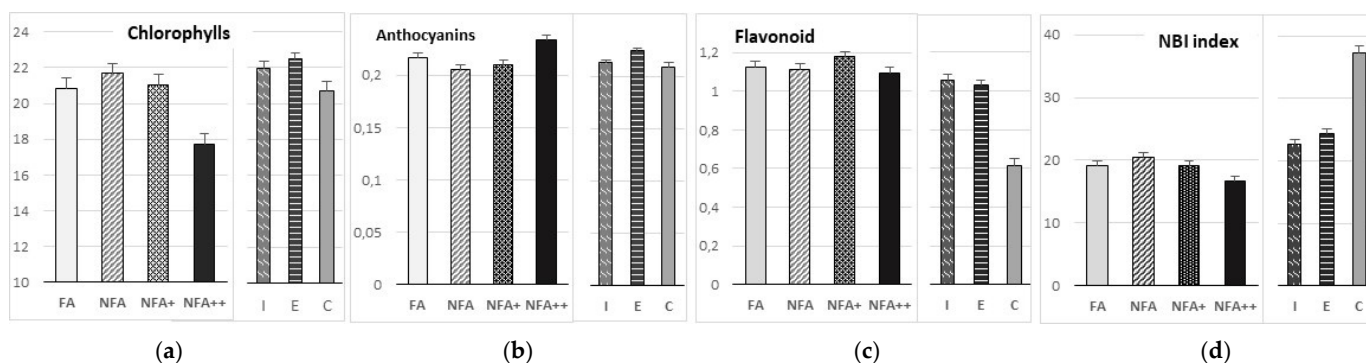 Chlorophylls
24
22
20
18
16
14
12
10
FA NFA NFA+ NFA++ I E C
(a)
Anthocyanins
0,2
0,15
0,1
0,05
0
FA NFA NFA+ NFA++ I E C
(b)
Flavonoid
1,2
1
0,8
0,6
0,4
0,2
0
FA NFA NFA+ NFA++ I E C
(c)
NBI index
40
30
20
10
0
FA NFA NFA+ NFA++ I E C
(d)